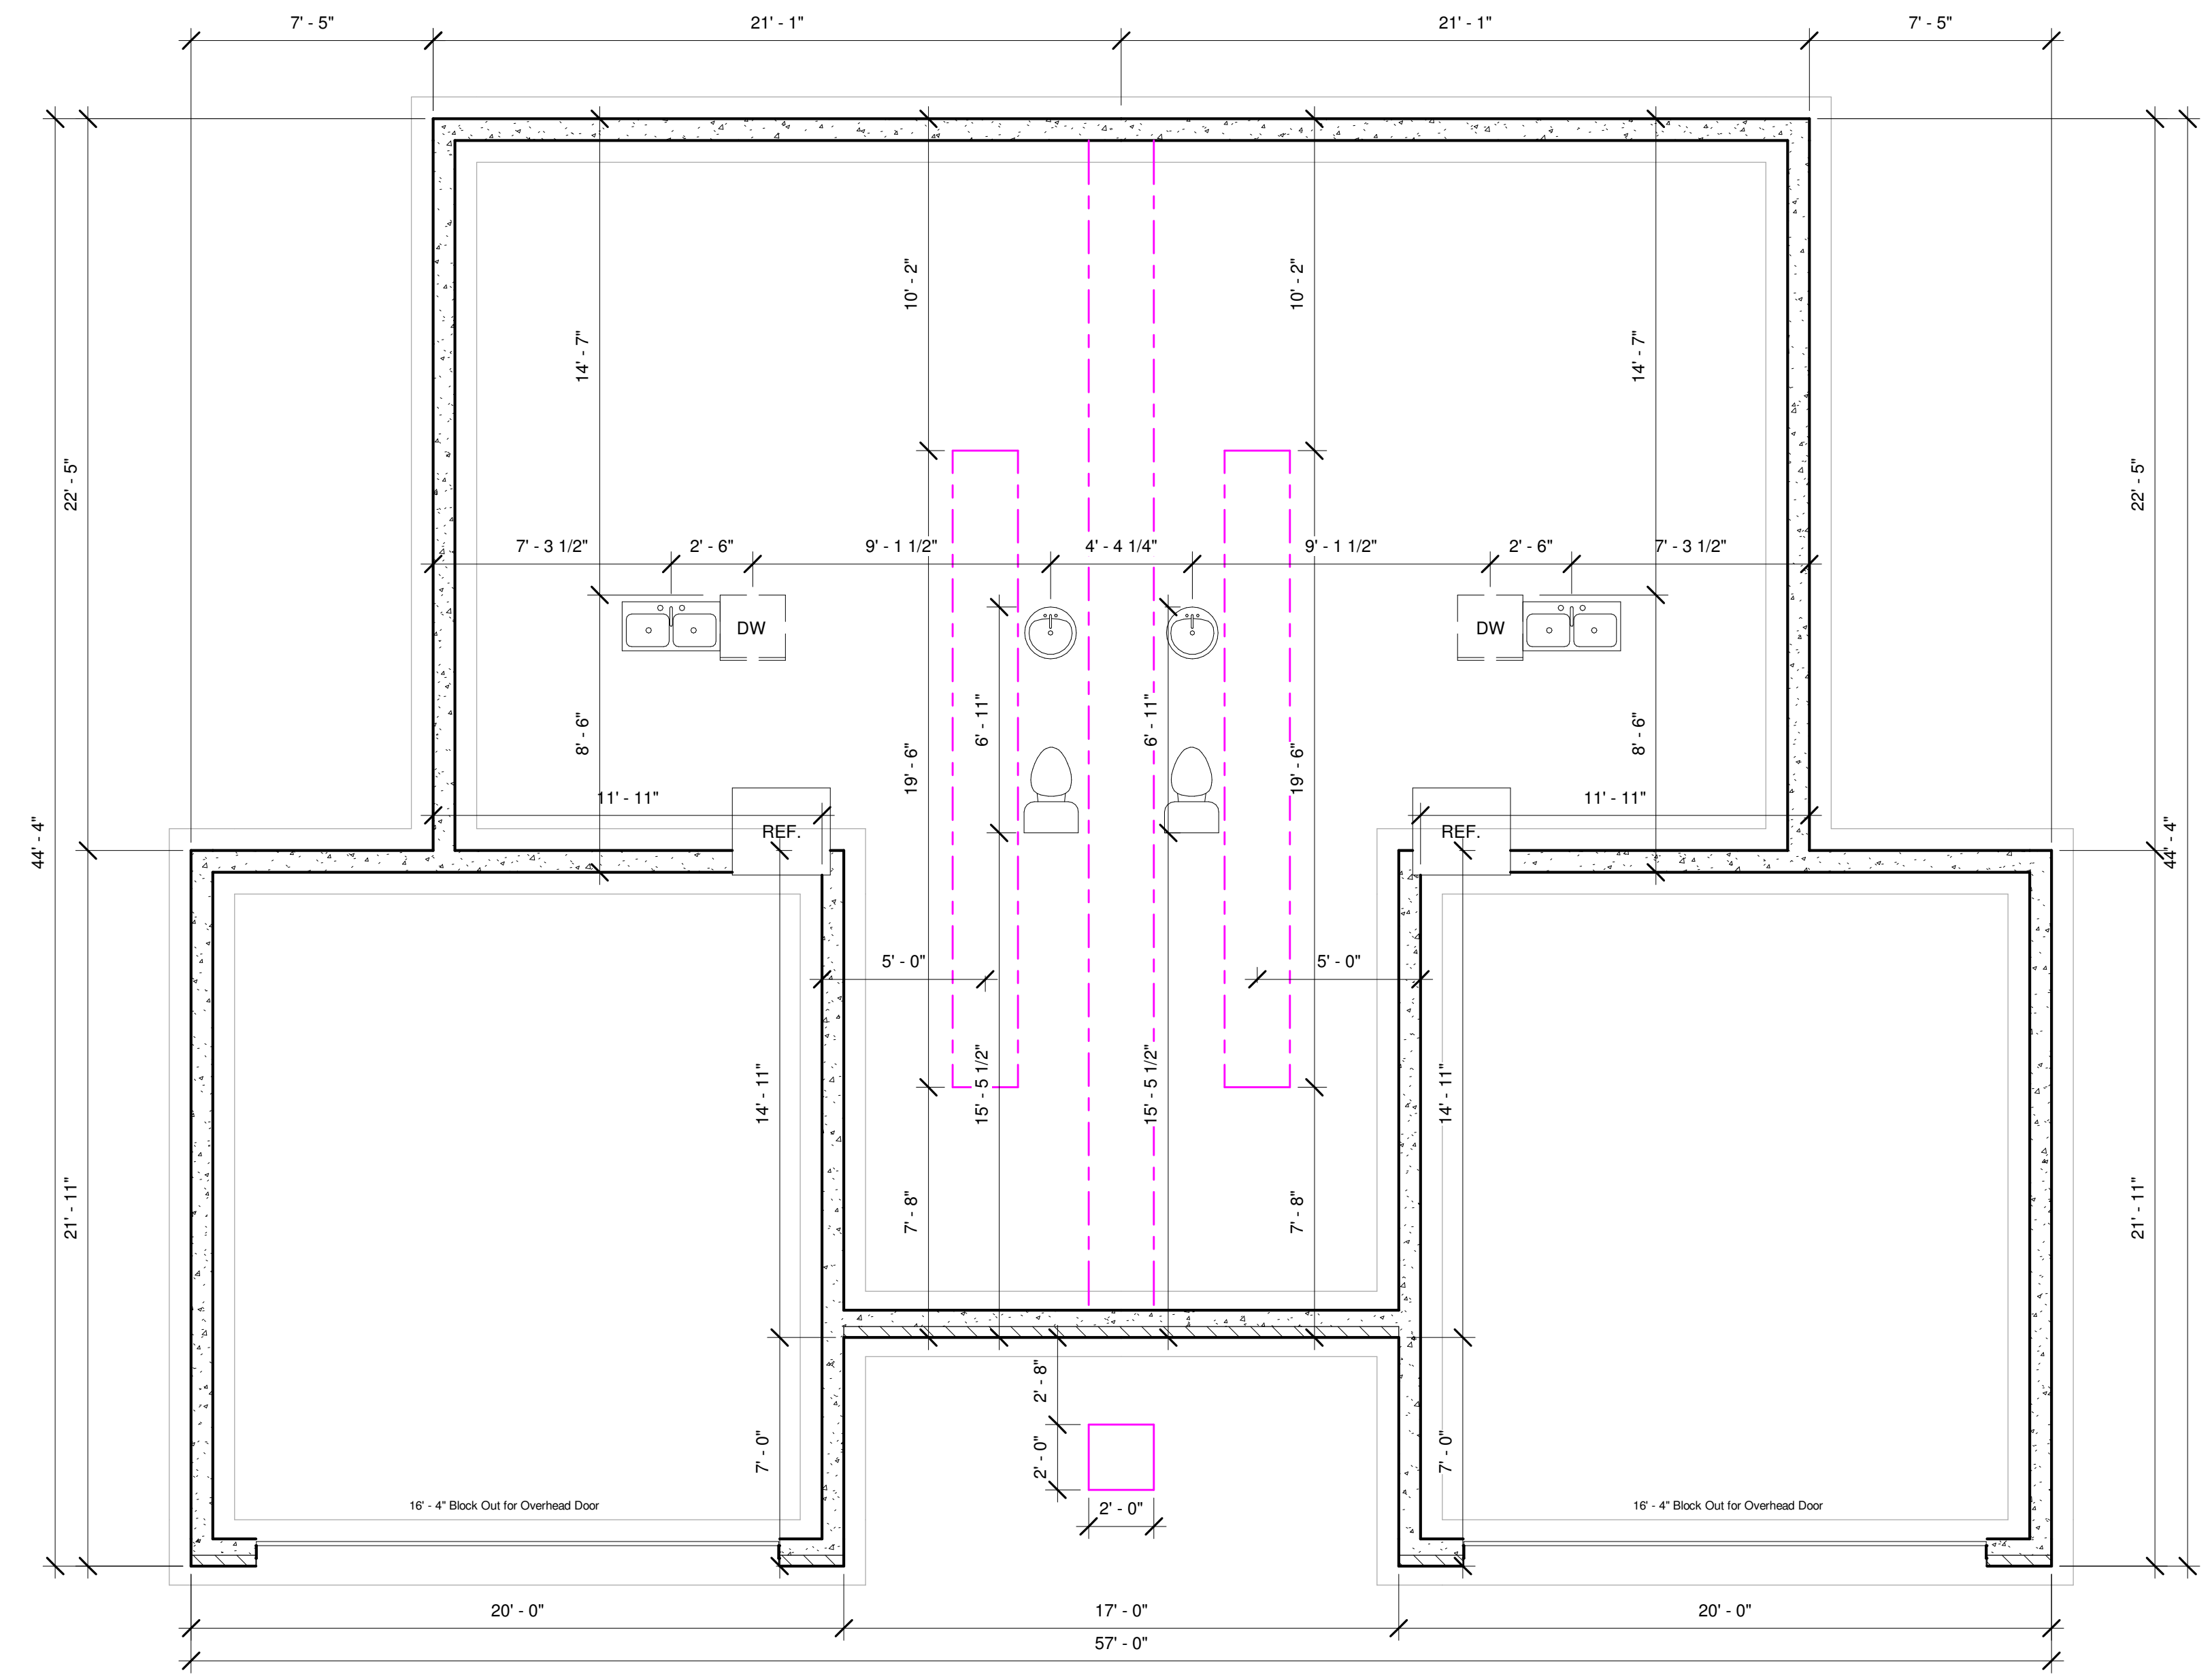 7' - 5"
21' - 1"
21' - 1"
7' - 5"
10' - 2"
10' - 2"
14' - 7"
14' - 7"
22' - 5"
22' - 5"
7' - 3 1/2"
2' - 6"
9' - 1 1/2"
4' - 4 1/4"
9' - 1 1/2"
2' - 6"
7' - 3 1/2"
DW
DW
8' - 6"
6' - 11"
6' - 11"
8' - 6"
19' - 6"
19' - 6"
11' - 11"
11' - 11"
REF.
REF.
44' - 4"
44' - 4"
5' - 0"
5' - 0"
14' - 11"
15' - 5 1/2"
15' - 5 1/2"
14' - 11"
21' - 11"
7' - 8"
7' - 8"
21' - 11"
2' - 8"
7' - 0"
2' - 0"
7' - 0"
16' - 4" Block Out for Overhead Door
2' - 0"
16' - 4" Block Out for Overhead Door
20' - 0"
17' - 0"
20' - 0"
57' - 0"